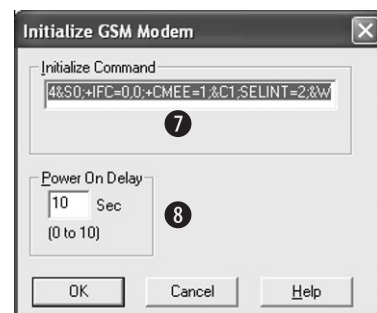 Initialize GSM Modem
Initialize Command
4&S0;+IFC=0,0;+CMEE=1;&C1;SELINT=2;&W
7
Power On Delay
10 Sec
8
(0 to 10)
OK Cancel Help